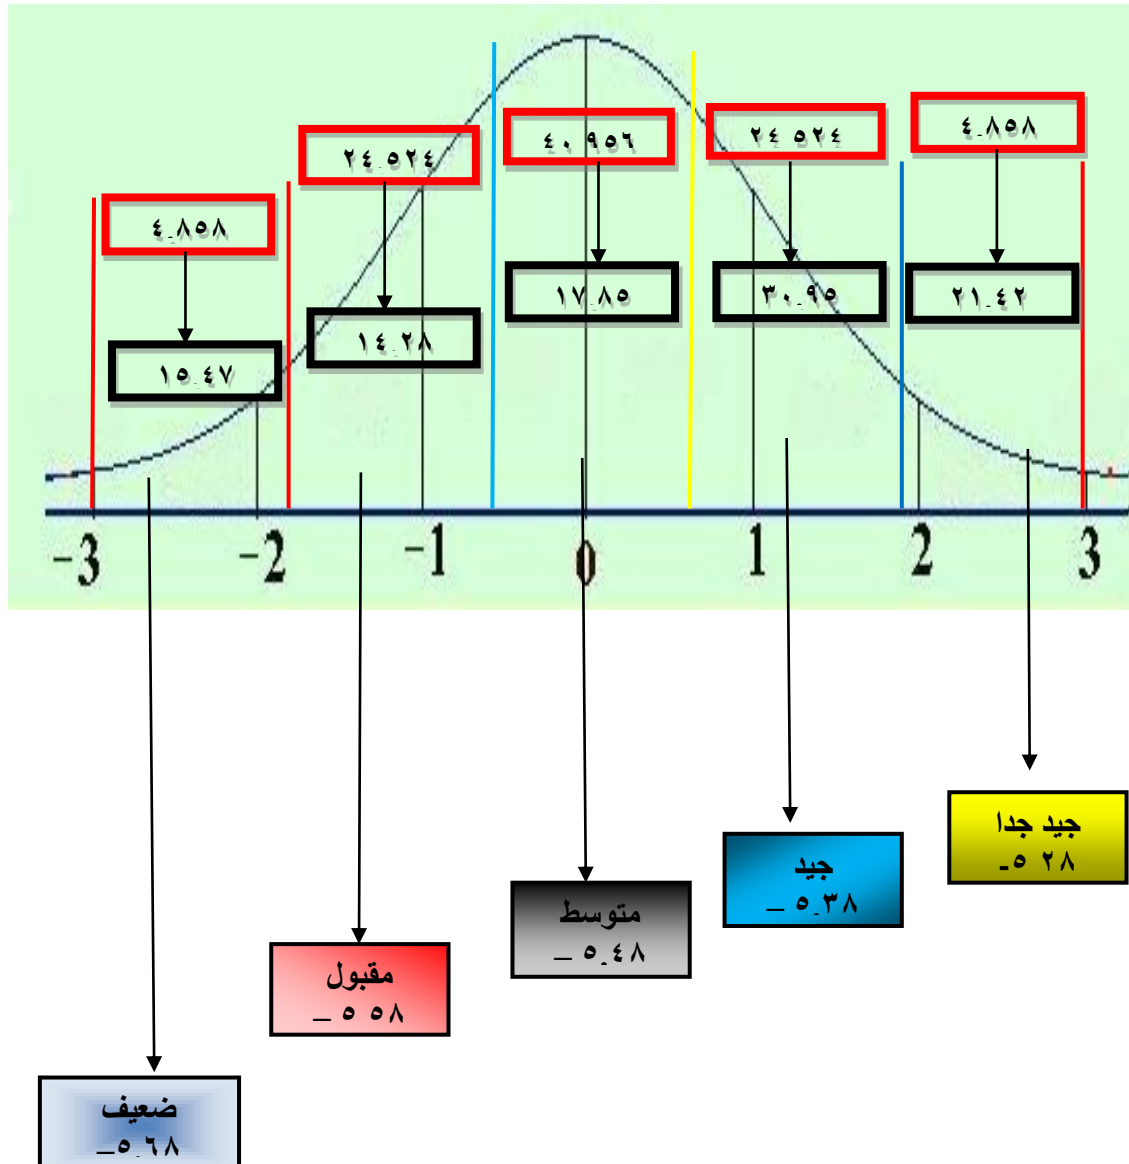 ٤.٨٥٨
٢٤.٥٢٤
٤٠.٩٥٦
٢٤.٥٢٤
٤.٨٥٨
١٥.٤٧
١٤.٢٨
١٧.٨٥
٣٠.٩٥
٢١.٤٢
-3 -2 -1 0 1 2 3
جيد جدا
٥.٢٨-
جيد
٥.٣٨ –
متوسط
٥.٤٨ –
مقبول
٥.٥٨ –
ضعيف
٥.٦٨–